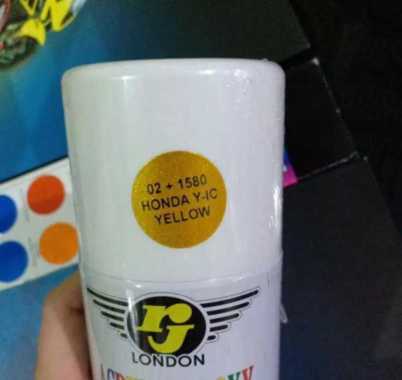 02 + 1580
HONDA Y-IC
YELLOW
rj
LONDON